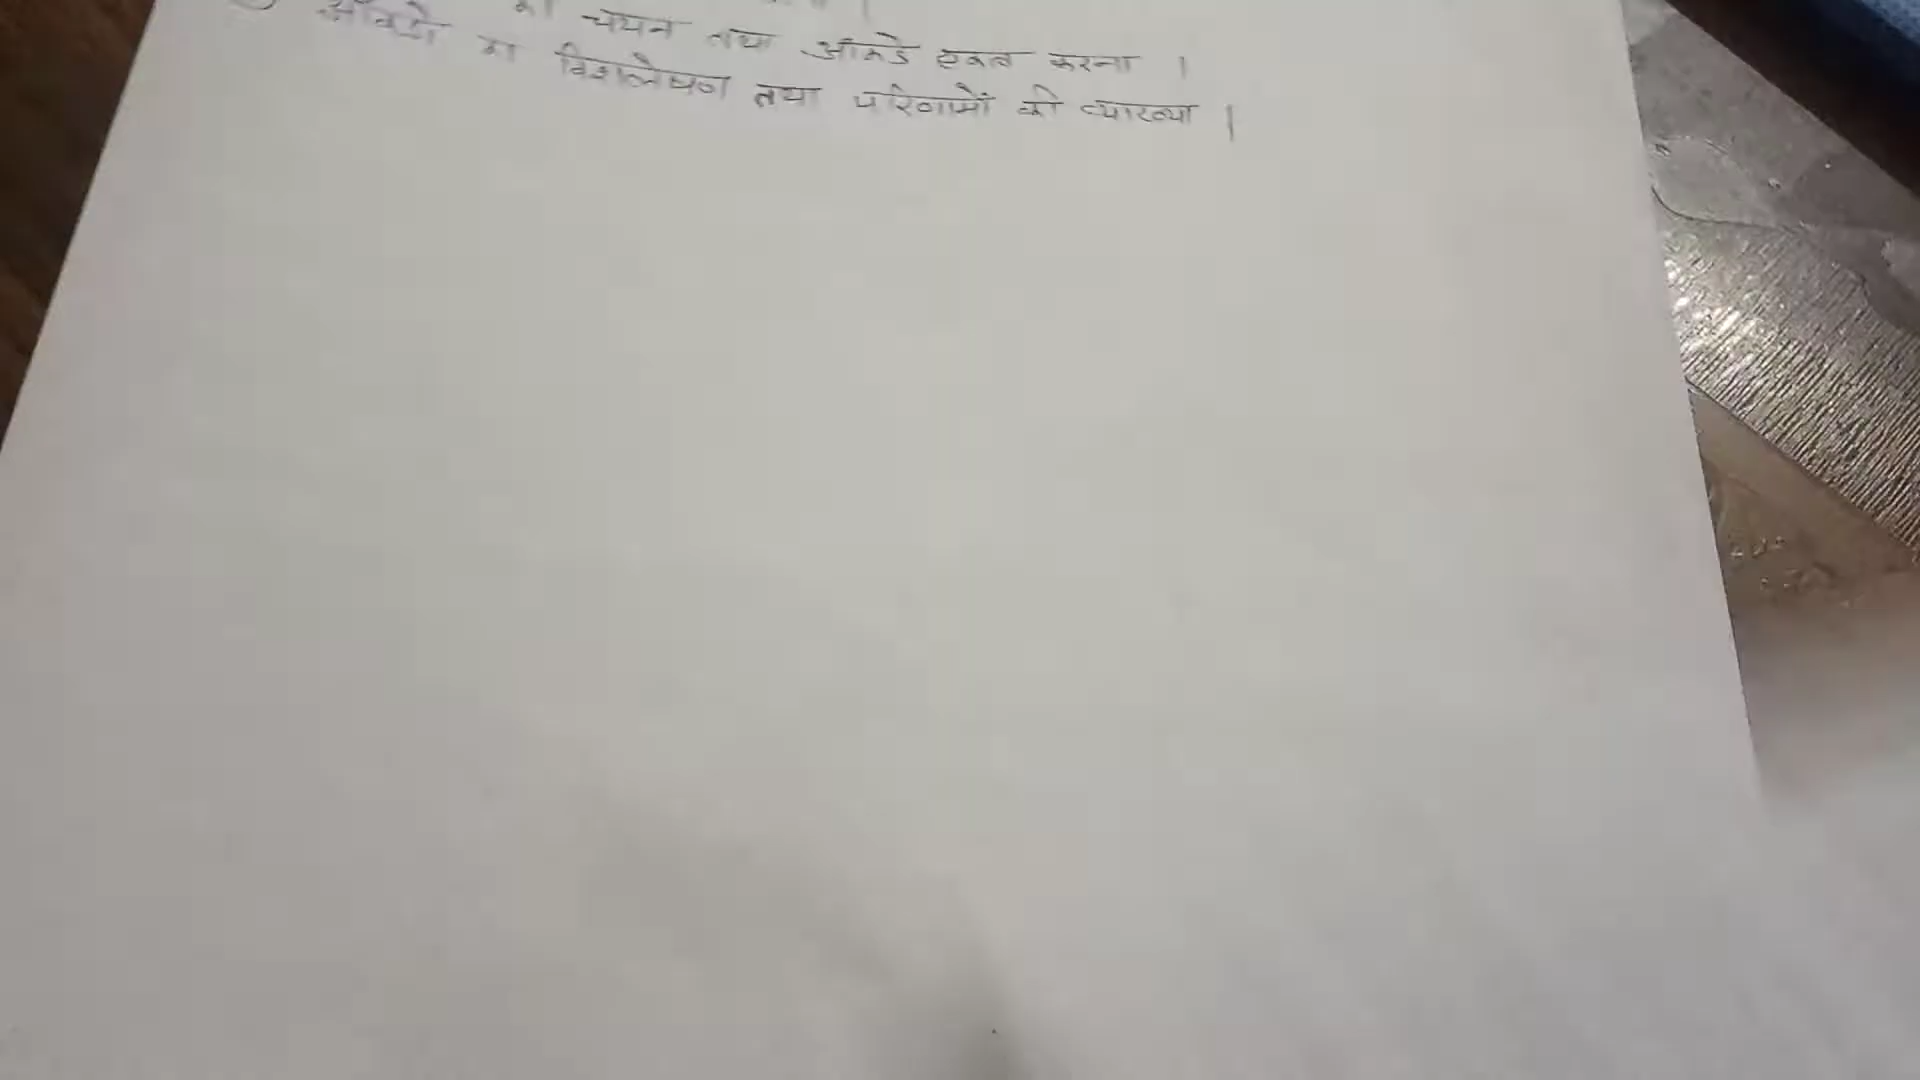 का चयन तथा आँकडे एकत्र करना ।
आँकडो का विश्लेषण तथा परिणामों की व्याख्या ।